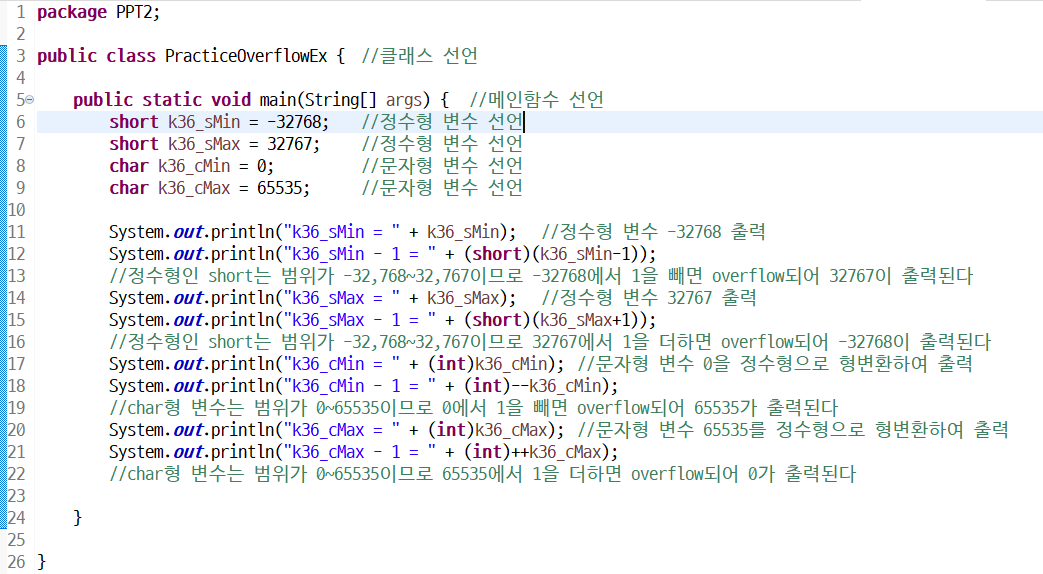 1 package PPT2;
2
3 public class PracticeOverflowEx { //클래스 선언
4
5 public static void main(String[] args) { //메인함수 선언
6 short k36_sMin = -32768; //정수형 변수 선언
7 short k36_sMax = 32767; //정수형 변수 선언
8 char k36_cMin = 0; //문자형 변수 선언
9 char k36_cMax = 65535; //문자형 변수 선언
10
11 System.out.println("k36_sMin = " + k36_sMin); //정수형 변수 -32768 출력
12 System.out.println("k36_sMin - 1 = " + (short)(k36_sMin-1));
13 //정수형인 short는 범위가 -32,768~32,767이므로 -32768에서 1을 빼면 overflow되어 32767이 출력된다
14 System.out.println("k36_sMax = " + k36_sMax); //정수형 변수 32767 출력
15 System.out.println("k36_sMax - 1 = " + (short)(k36_sMax+1));
16 //정수형인 short는 범위가 -32,768~32,767이므로 32767에서 1을 더하면 overflow되어 -32768이 출력된다
17 System.out.println("k36_cMin = " + (int)k36_cMin); //문자형 변수 0을 정수형으로 형변환하여 출력
18 System.out.println("k36_cMin - 1 = " + (int)--k36_cMin);
19 //char형 변수는 범위가 0~65535이므로 0에서 1을 빼면 overflow되어 65535가 출력된다
20 System.out.println("k36_cMax = " + (int)k36_cMax); //문자형 변수 65535를 정수형으로 형변환하여 출력
21 System.out.println("k36_cMax - 1 = " + (int)++k36_cMax);
22 //char형 변수는 범위가 0~65535이므로 65535에서 1을 더하면 overflow되어 0가 출력된다
23
24 }
25
26 }